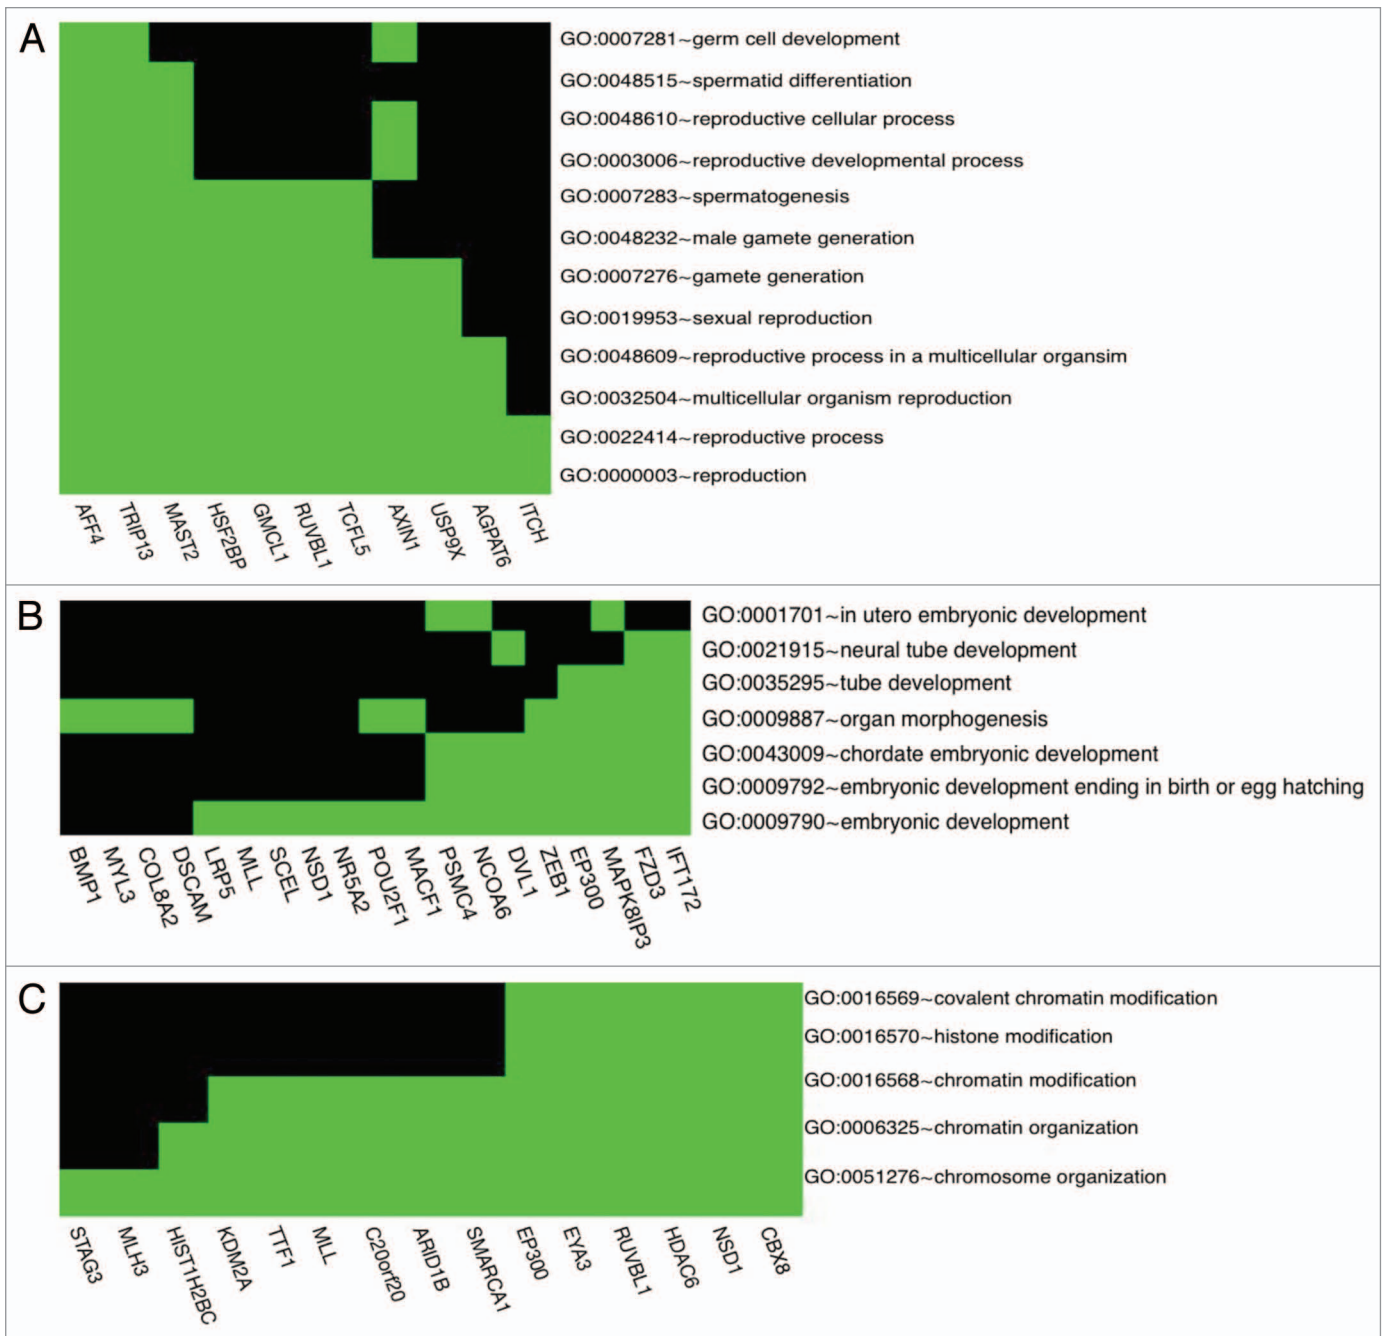 A
GO:0007281~germ cell development
GO:0048515~spermatid differentiation
GO:0048610~reproductive cellular process
GO:0003006~reproductive developmental process
GO:0007283~spermatogenesis
GO:0048232~male gamete generation
GO:0007276~gamete generation
GO:0019953~sexual reproduction
GO:0048609~reproductive process in a multicellular organsim
GO:0032504~multicellular organism reproduction
GO:0022414~reproductive process
GO:0000003~reproduction
AFF4 TRIP13 MAST2 HSF2BP GMCL1 RUVBL1 TCFL5 AXIN1 USP9X AGPAT6 ITCH
B
GO:0001701~in utero embryonic development
GO:0021915~neural tube development
GO:0035295~tube development
GO:0009887~organ morphogenesis
GO:0043009~chordate embryonic development
GO:0009792~embryonic development ending in birth or egg hatching
GO:0009790~embryonic development
BMP1 MYL3 COL8A2 DSCAM LRP5 MLL SCEL NSD1 NR5A2 POU2F1 MACF1 PSMC4 NCOA6 DVL1 ZEB1 EP300 MAPK8IP3 FZD3 IFT172
C
GO:0016569~covalent chromatin modification
GO:0016570~histone modification
GO:0016568~chromatin modification
GO:0006325~chromatin organization
GO:0051276~chromosome organization
STAG3 MLH3 HIST1H2BC KDM2A TTF1 MLL C20orf20 ARID1B SMARCA1 EP300 EYA3 RUVBL1 HDAC6 NSD1 CBX8